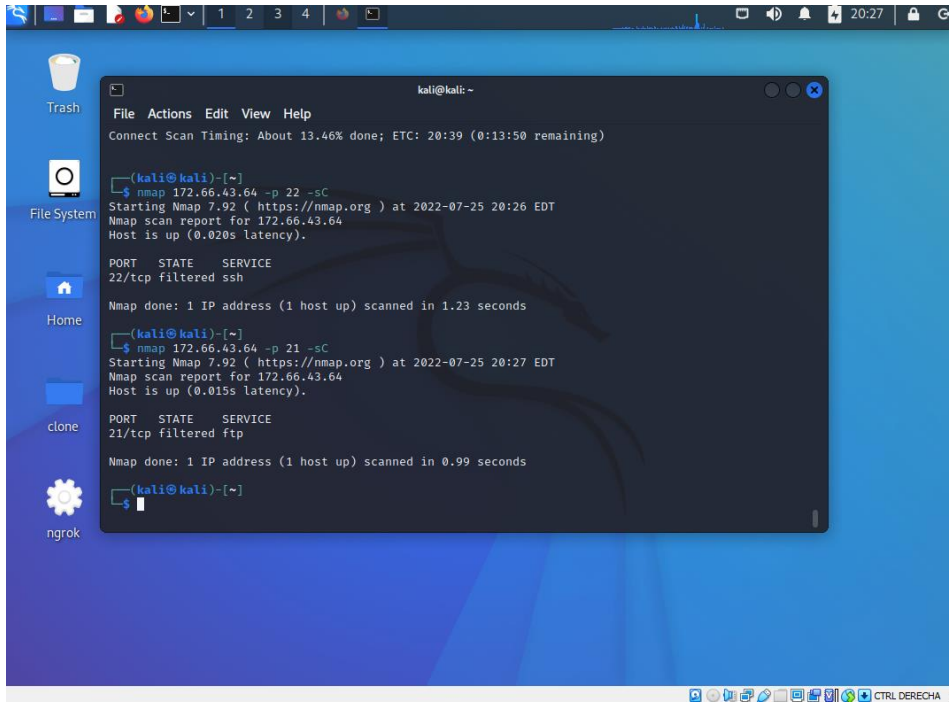 1 2 3 4
20:27
Trash
File System
Home
clone
ngrok
kali@kali: ~
File Actions Edit View Help
Connect Scan Timing: About 13.46% done; ETC: 20:39 (0:13:50 remaining)
┌──(kali㉿kali)-[~]
└─$ nmap 172.66.43.64 -p 22 -sC
Starting Nmap 7.92 ( https://nmap.org ) at 2022-07-25 20:26 EDT
Nmap scan report for 172.66.43.64
Host is up (0.020s latency).
PORT   STATE    SERVICE
22/tcp filtered ssh
Nmap done: 1 IP address (1 host up) scanned in 1.23 seconds
┌──(kali㉿kali)-[~]
└─$ nmap 172.66.43.64 -p 21 -sC
Starting Nmap 7.92 ( https://nmap.org ) at 2022-07-25 20:27 EDT
Nmap scan report for 172.66.43.64
Host is up (0.015s latency).
PORT   STATE    SERVICE
21/tcp filtered ftp
Nmap done: 1 IP address (1 host up) scanned in 0.99 seconds
┌──(kali㉿kali)-[~]
└─$
CTRL DERECHA